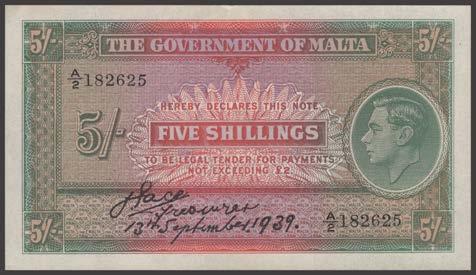 5/-
5/-
THE GOVERNMENT OF MALTA
A/2 182625
HEREBY DECLARES THIS NOTE
5/-
FIVE SHILLINGS
TO BE LEGAL TENDER FOR PAYMENTS
NOT EXCEEDING £2.
Treasurer
13th September, 1939.
A/2 182625
5/-
5/-